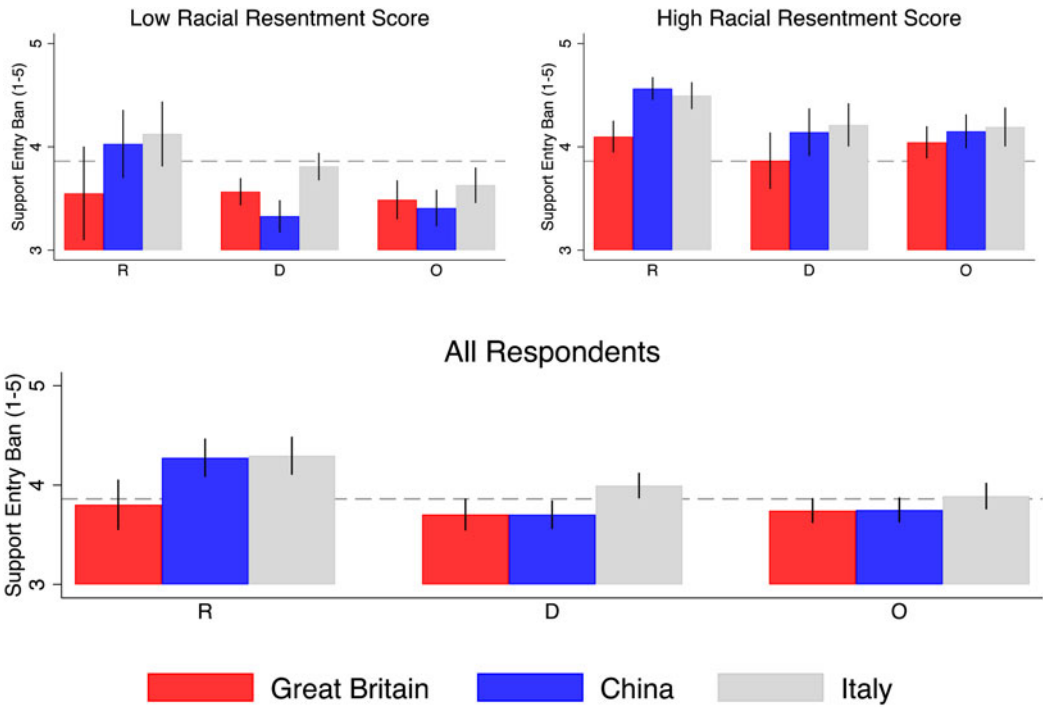 Low Racial Resentment Score
Support Entry Ban (1-5)
5
4
3
R D O
High Racial Resentment Score
Support Entry Ban (1-5)
5
4
3
R D O
All Respondents
Support Entry Ban (1-5)
5
4
3
R D O
Great Britain China Italy